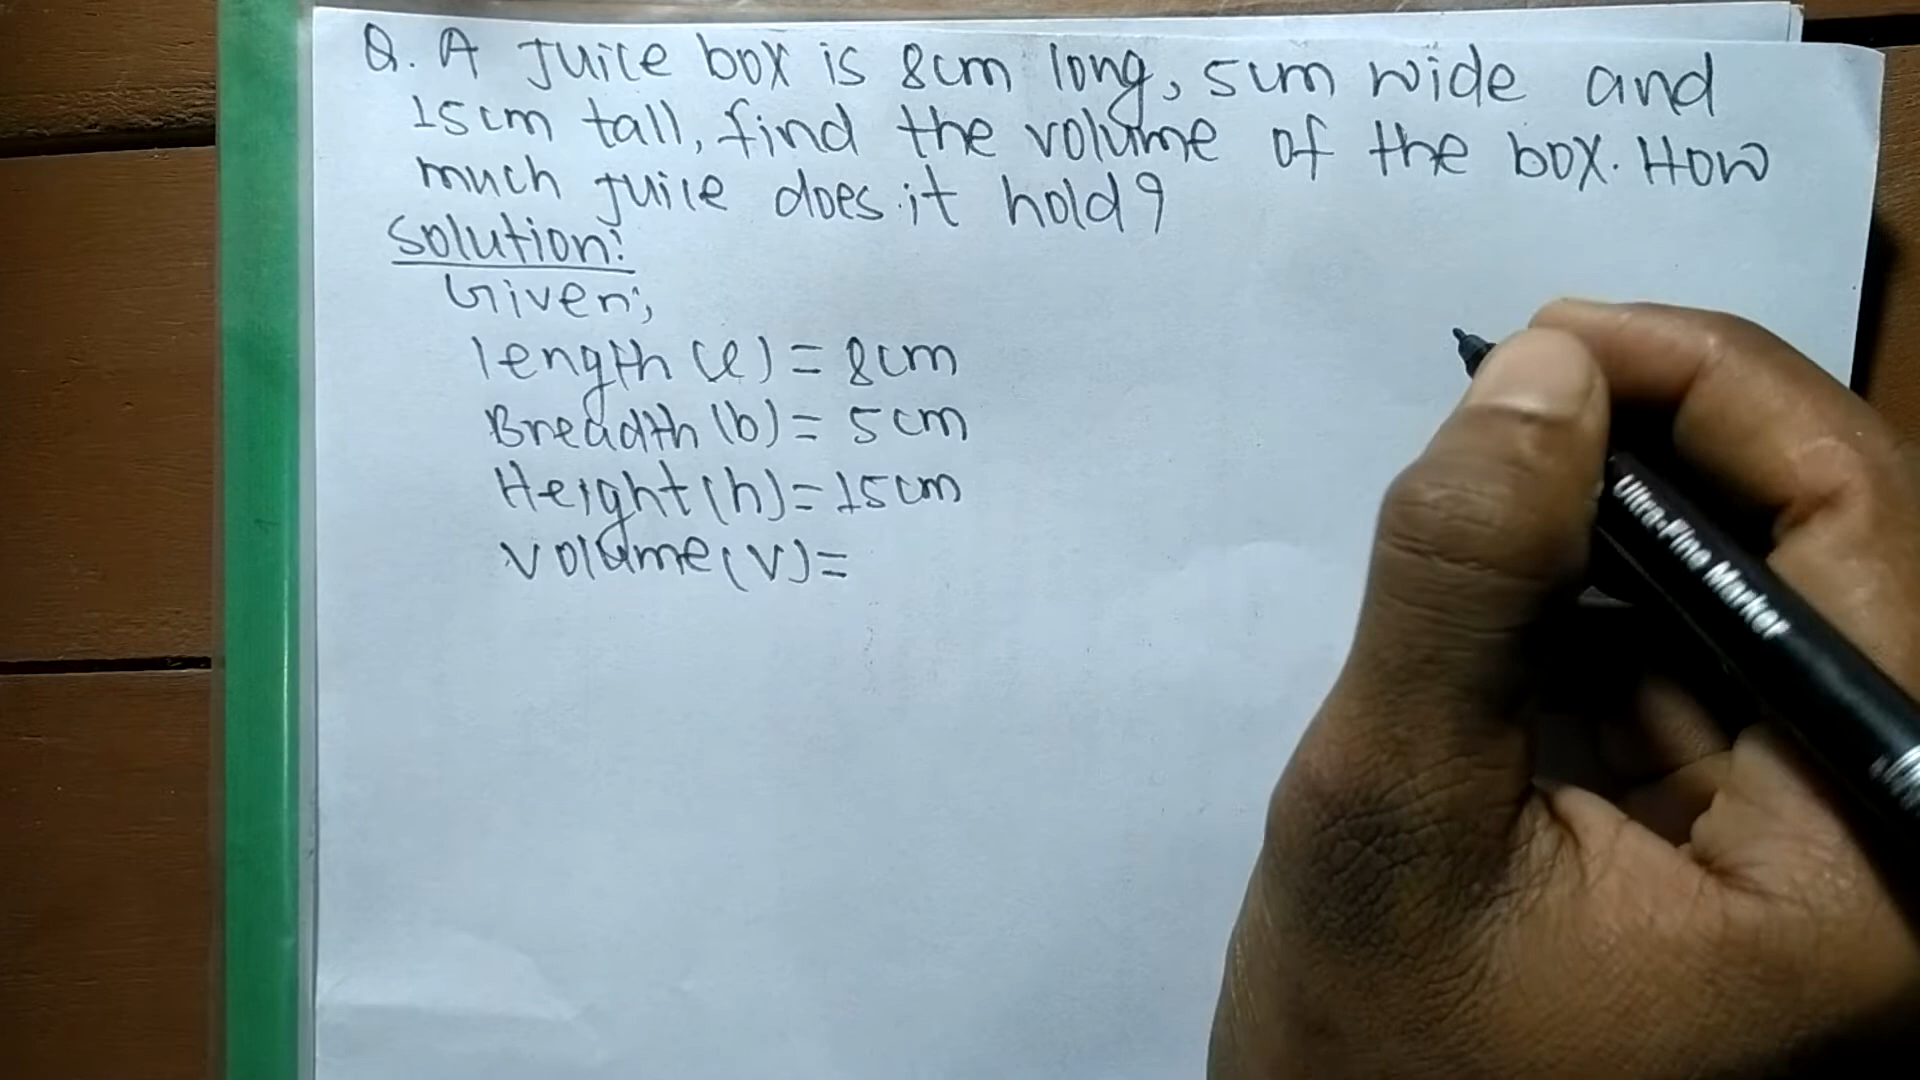 Q. A Juice box is 8cm long, 5cm wide and
15cm tall, find the volume of the box. How
much juice does it hold?
Solution:
Given;
length (l) = 8cm
Breadth (b) = 5cm
Height (h) = 15cm
Volume (V) =
Ultra-Fine Marker